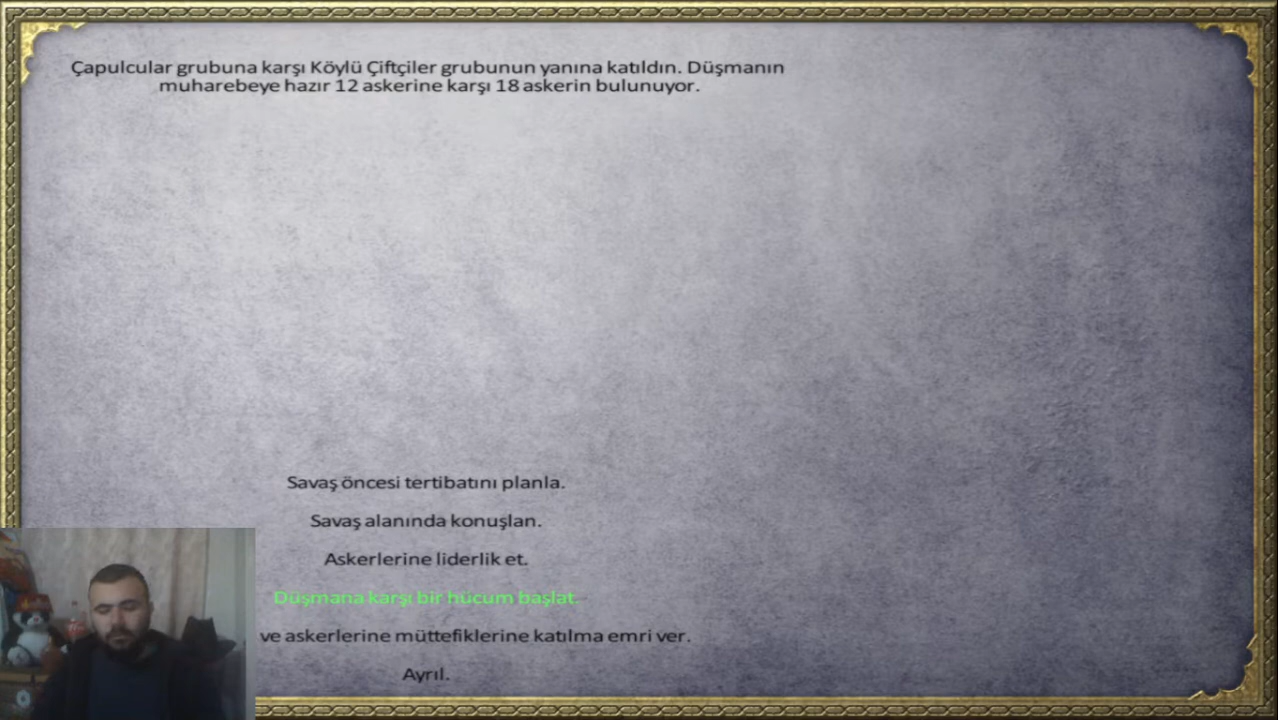 Çapulcular grubuna karşı Köylü Çiftçiler grubunun yanına katıldın. Düşmanın
muharebeye hazır 12 askerine karşı 18 askerin bulunuyor.
Savaş öncesi tertibatını planla.
Savaş alanında konuşlan.
Askerlerine liderlik et.
Düşmana karşı bir hücum başlat.
ve askerlerine müttefiklerine katılma emri ver.
Ayrıl.